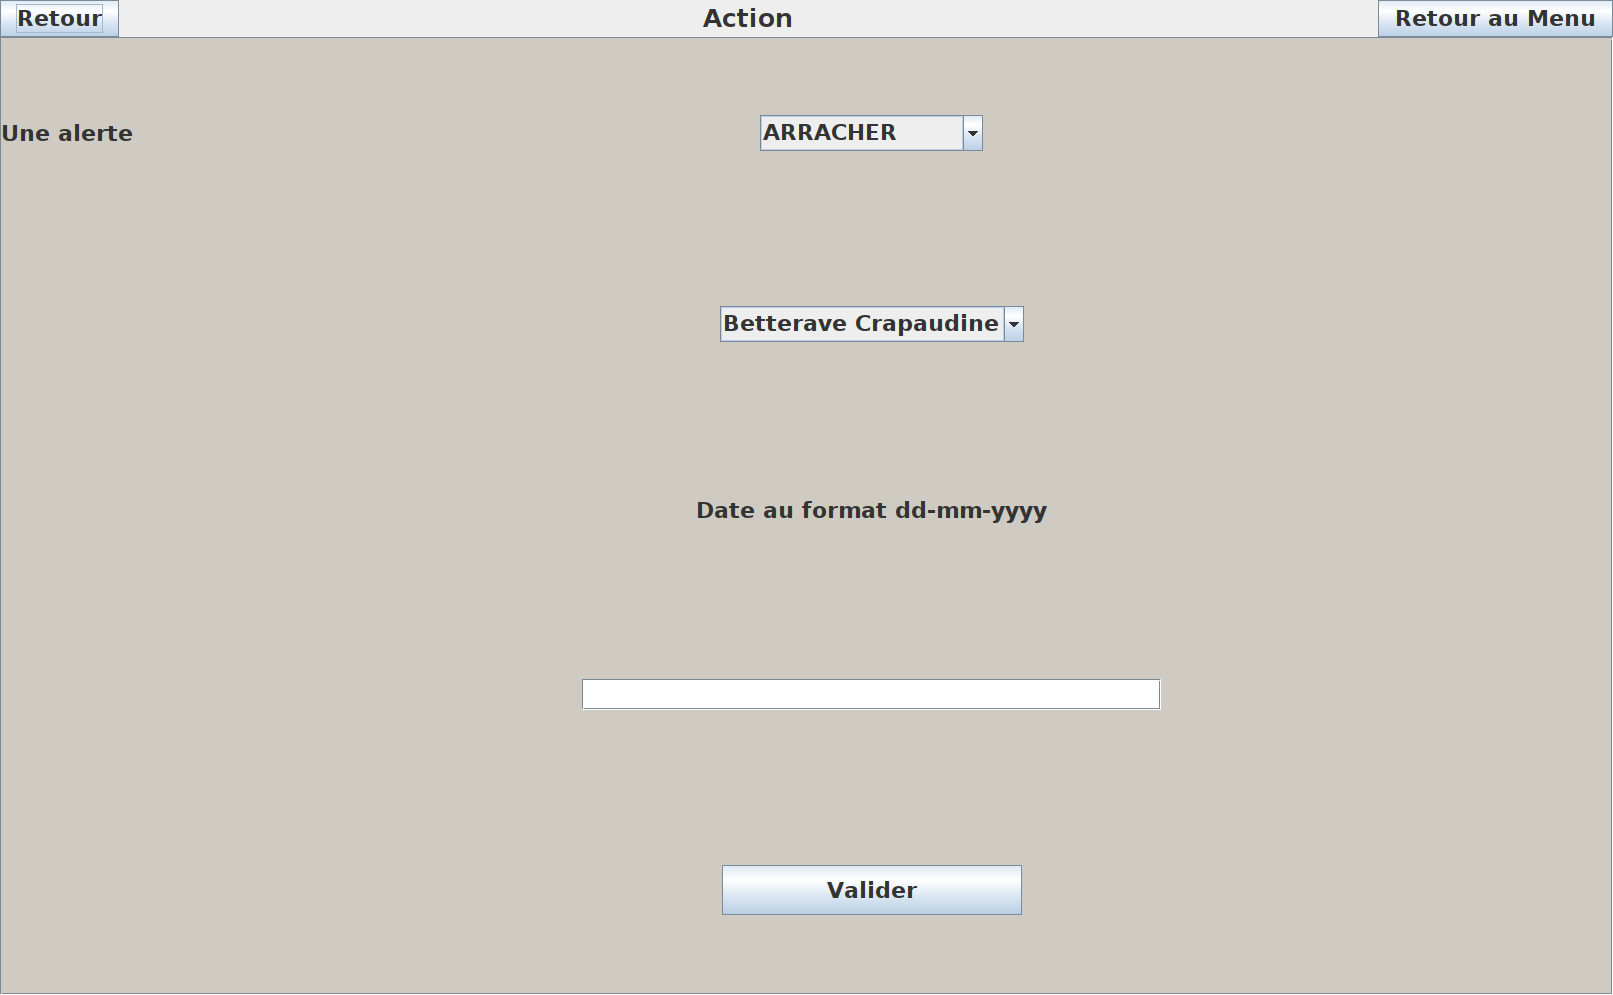 Retour
Action
Retour au Menu
Une alerte
ARRACHER
Betterave Crapaudine
Date au format dd-mm-yyyy
Valider